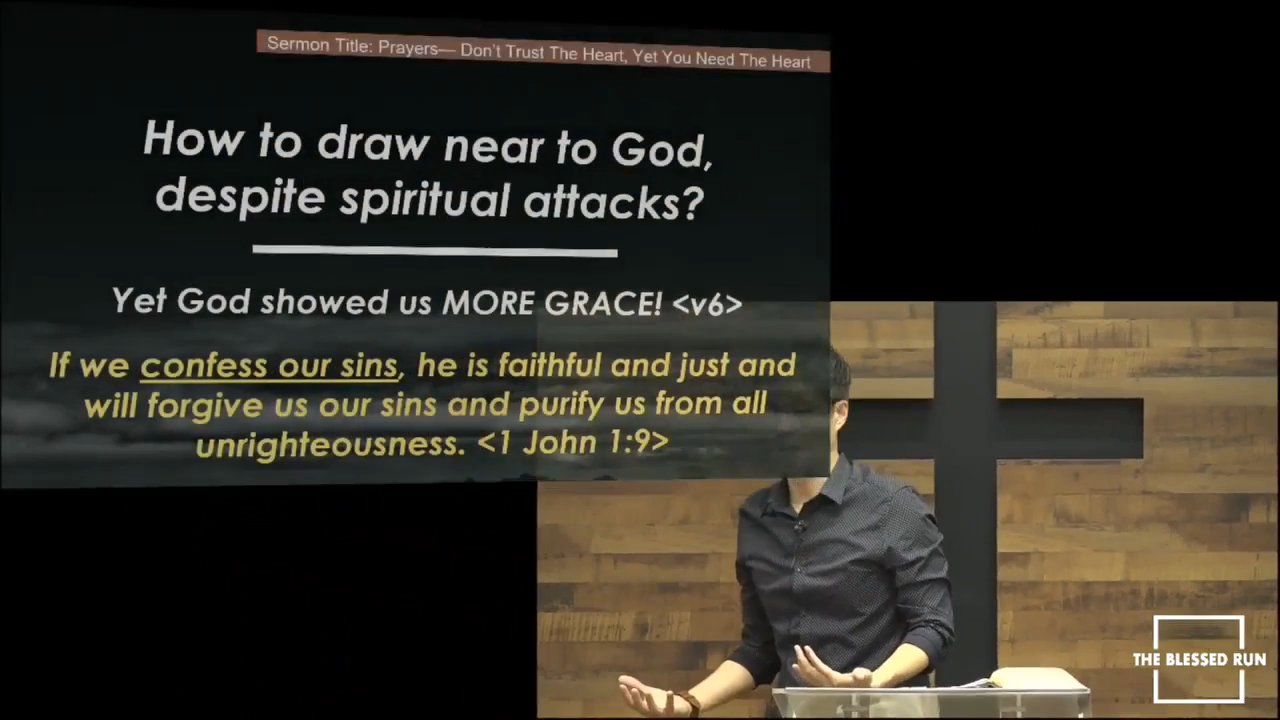 Sermon Title: Prayers— Don't Trust The Heart, Yet You Need The Heart
How to draw near to God,
despite spiritual attacks?
Yet God showed us MORE GRACE! <v6>
If we confess our sins, he is faithful and just and
will forgive us our sins and purify us from all
unrighteousness. <1 John 1:9>
THE BLESSED RUN